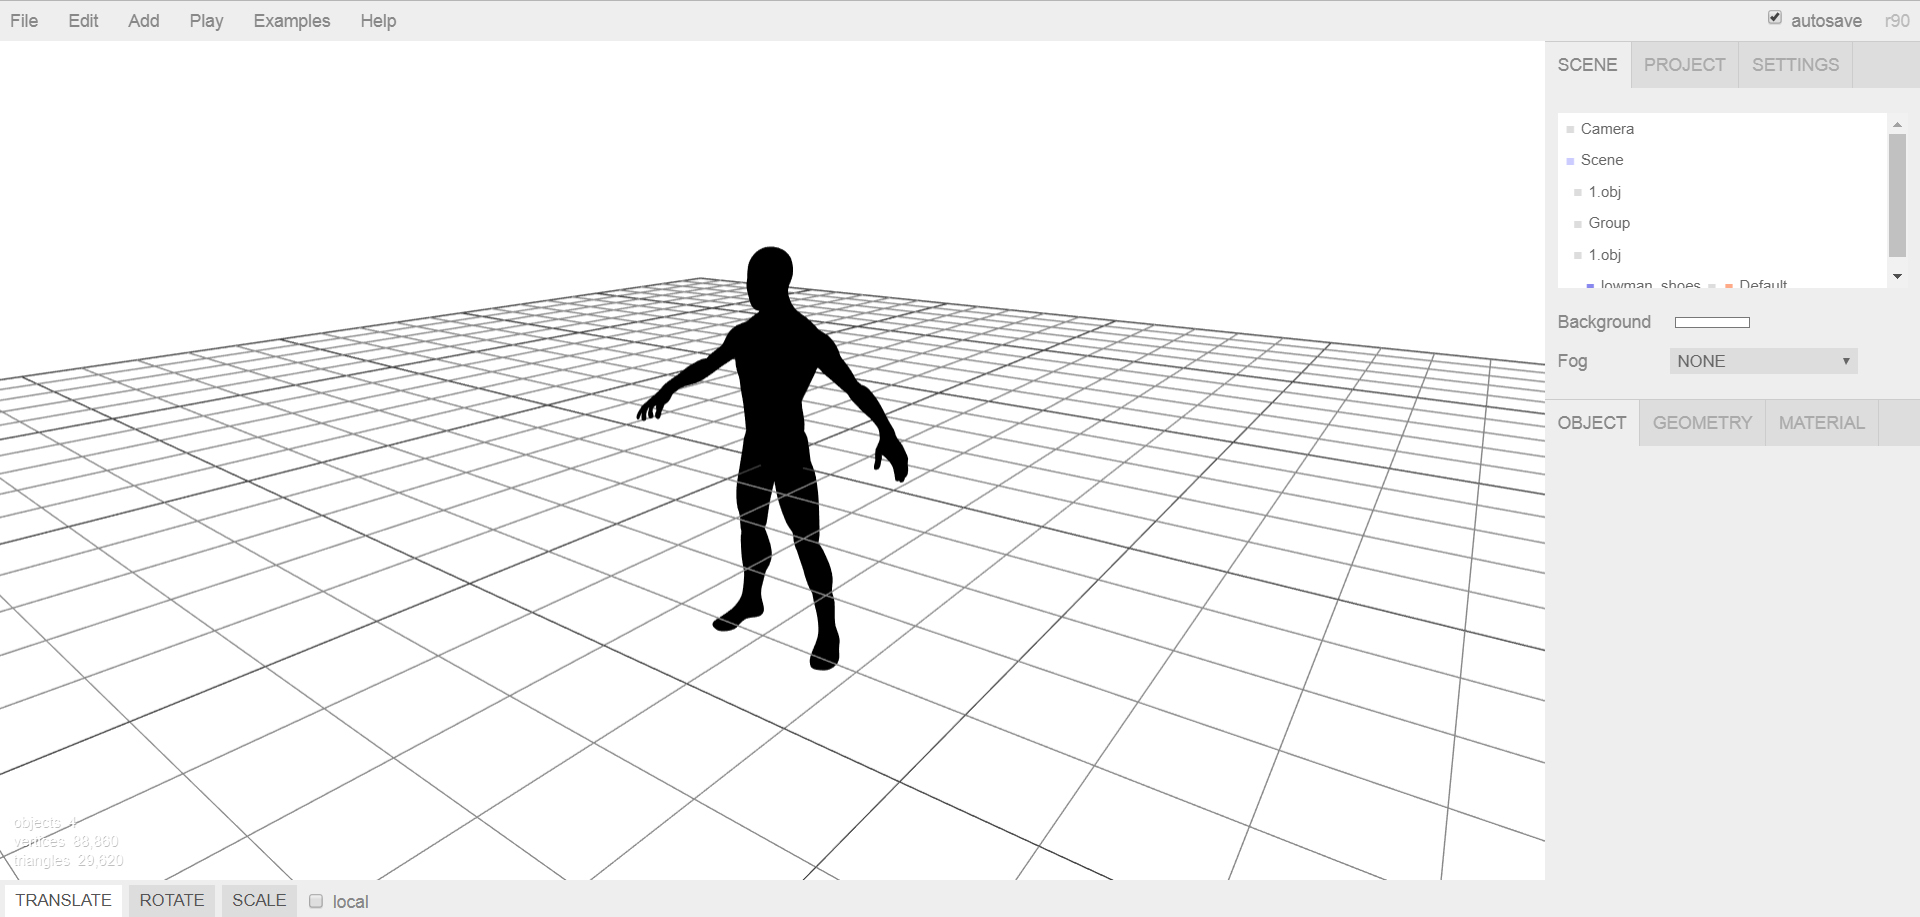 File Edit Add Play Examples Help autosave r90
SCENE PROJECT SETTINGS
Camera
Scene
1.obj
Group
1.obj
lowman_shoes Default
Background
Fog NONE
OBJECT GEOMETRY MATERIAL
objects 4
vertices 88,860
triangles 29,620
TRANSLATE ROTATE SCALE local